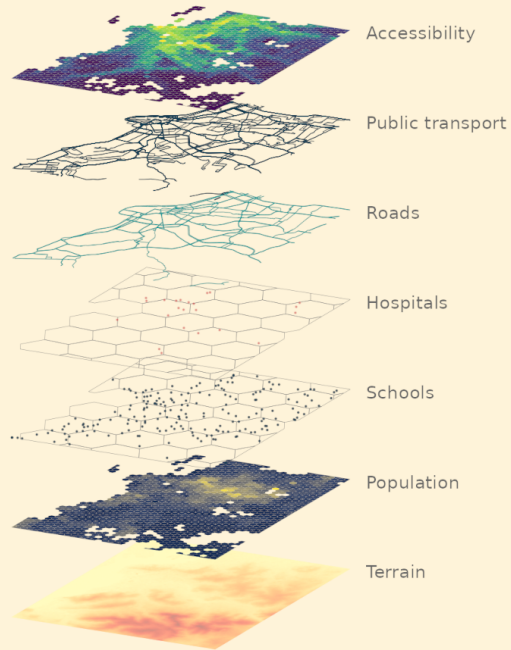 Accessibility
Public transport
Roads
Hospitals
Schools
Population
Terrain